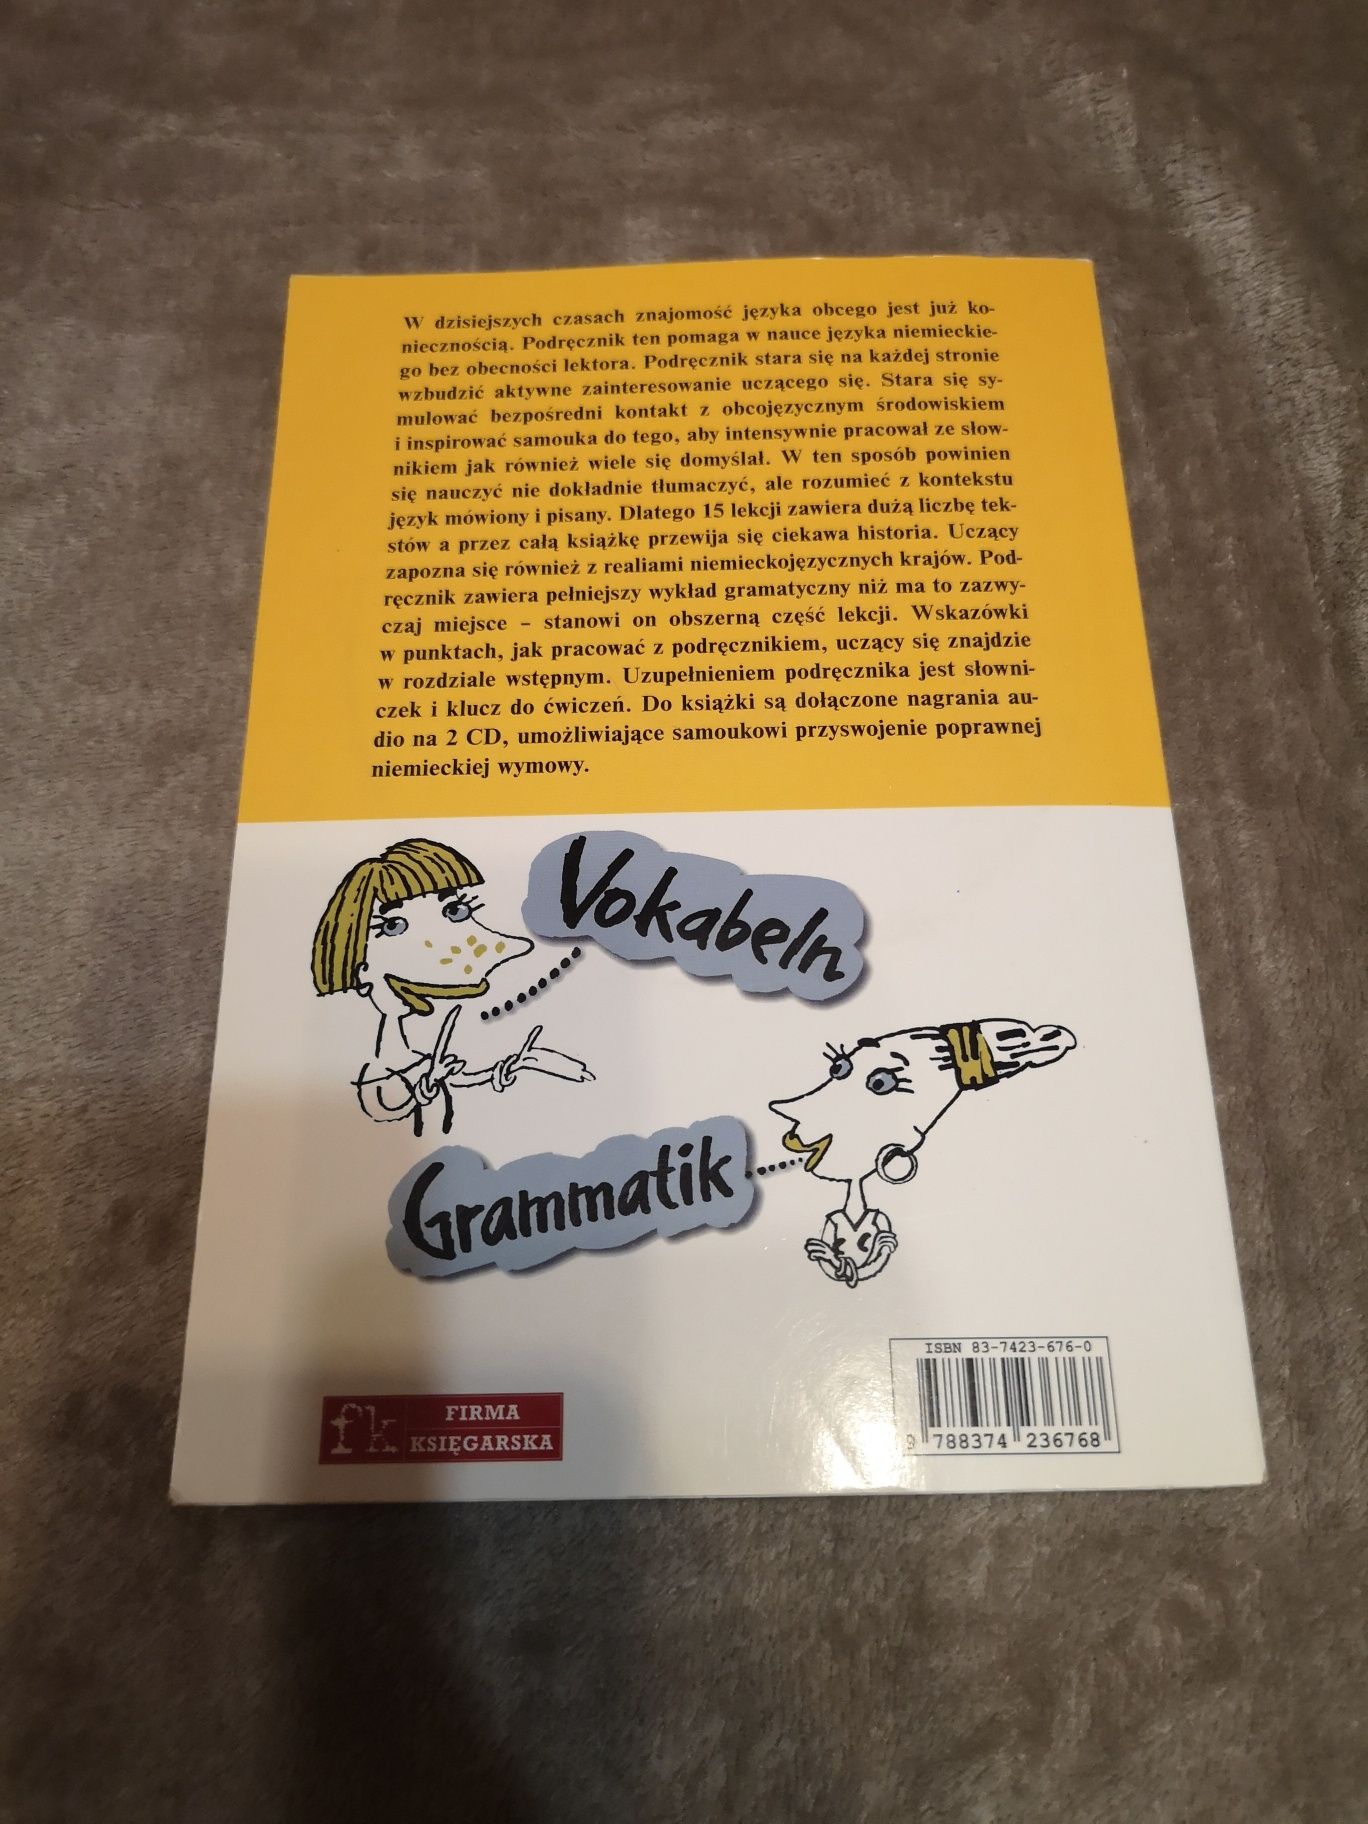 W dzisiejszych czasach znajomość języka obcego jest już ko-
niecznością. Podręcznik ten pomaga w nauce języka niemieckie-
go bez obecności lektora. Podręcznik stara się na każdej stronie
wzbudzić aktywne zainteresowanie uczącego się. Stara się sy-
mulować bezpośredni kontakt z obcojęzycznym środowiskiem
i inspirować samouka do tego, aby intensywnie pracował ze słow-
nikiem jak również wiele się domyślał. W ten sposób powinien
się nauczyć nie dokładnie tłumaczyć, ale rozumieć z kontekstu
język mówiony i pisany. Dlatego 15 lekcji zawiera dużą liczbę tek-
stów a przez całą książkę przewija się ciekawa historia. Uczący
zapozna się również z realiami niemieckojęzycznych krajów. Pod-
ręcznik zawiera pełniejszy wykład gramatyczny niż ma to zazwy-
czaj miejsce – stanowi on obszerną część lekcji. Wskazówki
w punktach, jak pracować z podręcznikiem, uczący się znajdzie
w rozdziale wstępnym. Uzupełnieniem podręcznika jest słowni-
czek i klucz do ćwiczeń. Do książki są dołączone nagrania au-
dio na 2 CD, umożliwiające samoukowi przyswojenie poprawnej
niemieckiej wymowy.
Vokabeln
Grammatik
fk FIRMA
KSIĘGARSKA
ISBN 83-7423-676-0
9 788374 236768